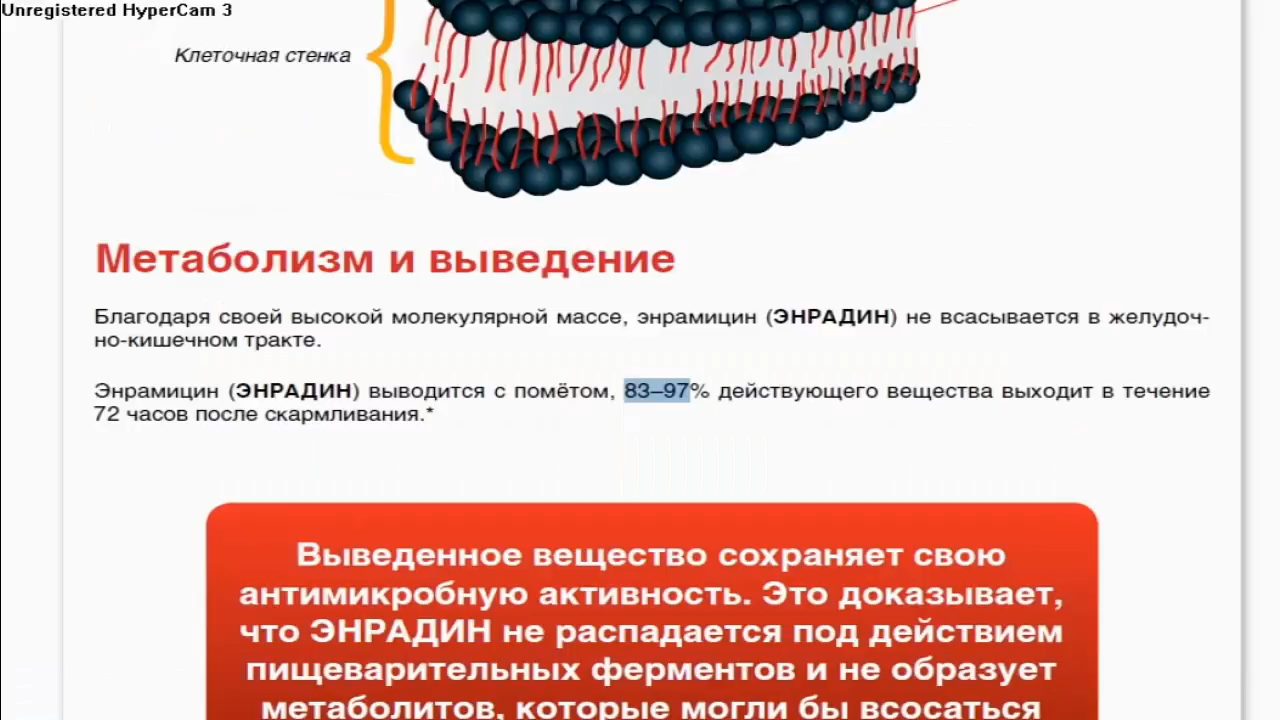 Unregistered HyperCam 3
Клеточная стенка
Метаболизм и выведение
Благодаря своей высокой молекулярной массе, энрамицин (ЭНРАДИН) не всасывается в желудоч-
но-кишечном тракте.
Энрамицин (ЭНРАДИН) выводится с помётом, 83–97% действующего вещества выходит в течение
72 часов после скармливания.*
Выведенное вещество сохраняет свою
антимикробную активность. Это доказывает,
что ЭНРАДИН не распадается под действием
пищеварительных ферментов и не образует
метаболитов, которые могли бы всосаться